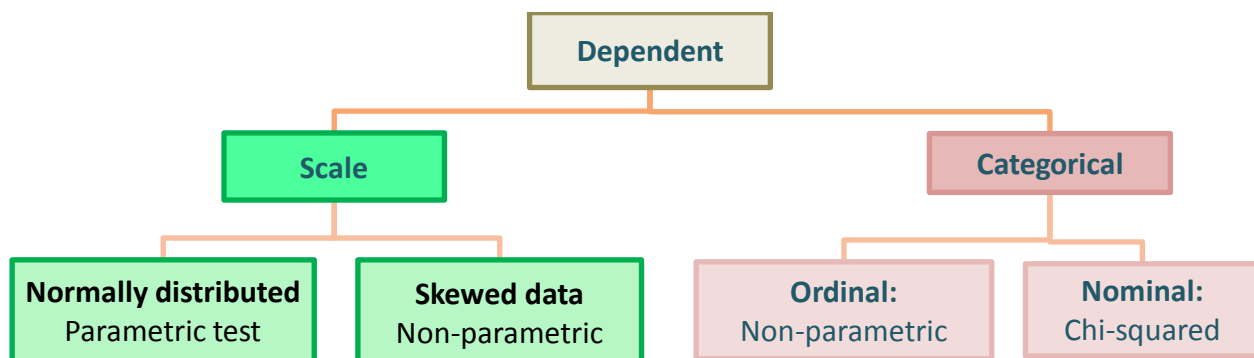 Dependent
Scale
Categorical
Normally distributed
Parametric test
Skewed data
Non-parametric
Ordinal:
Non-parametric
Nominal:
Chi-squared